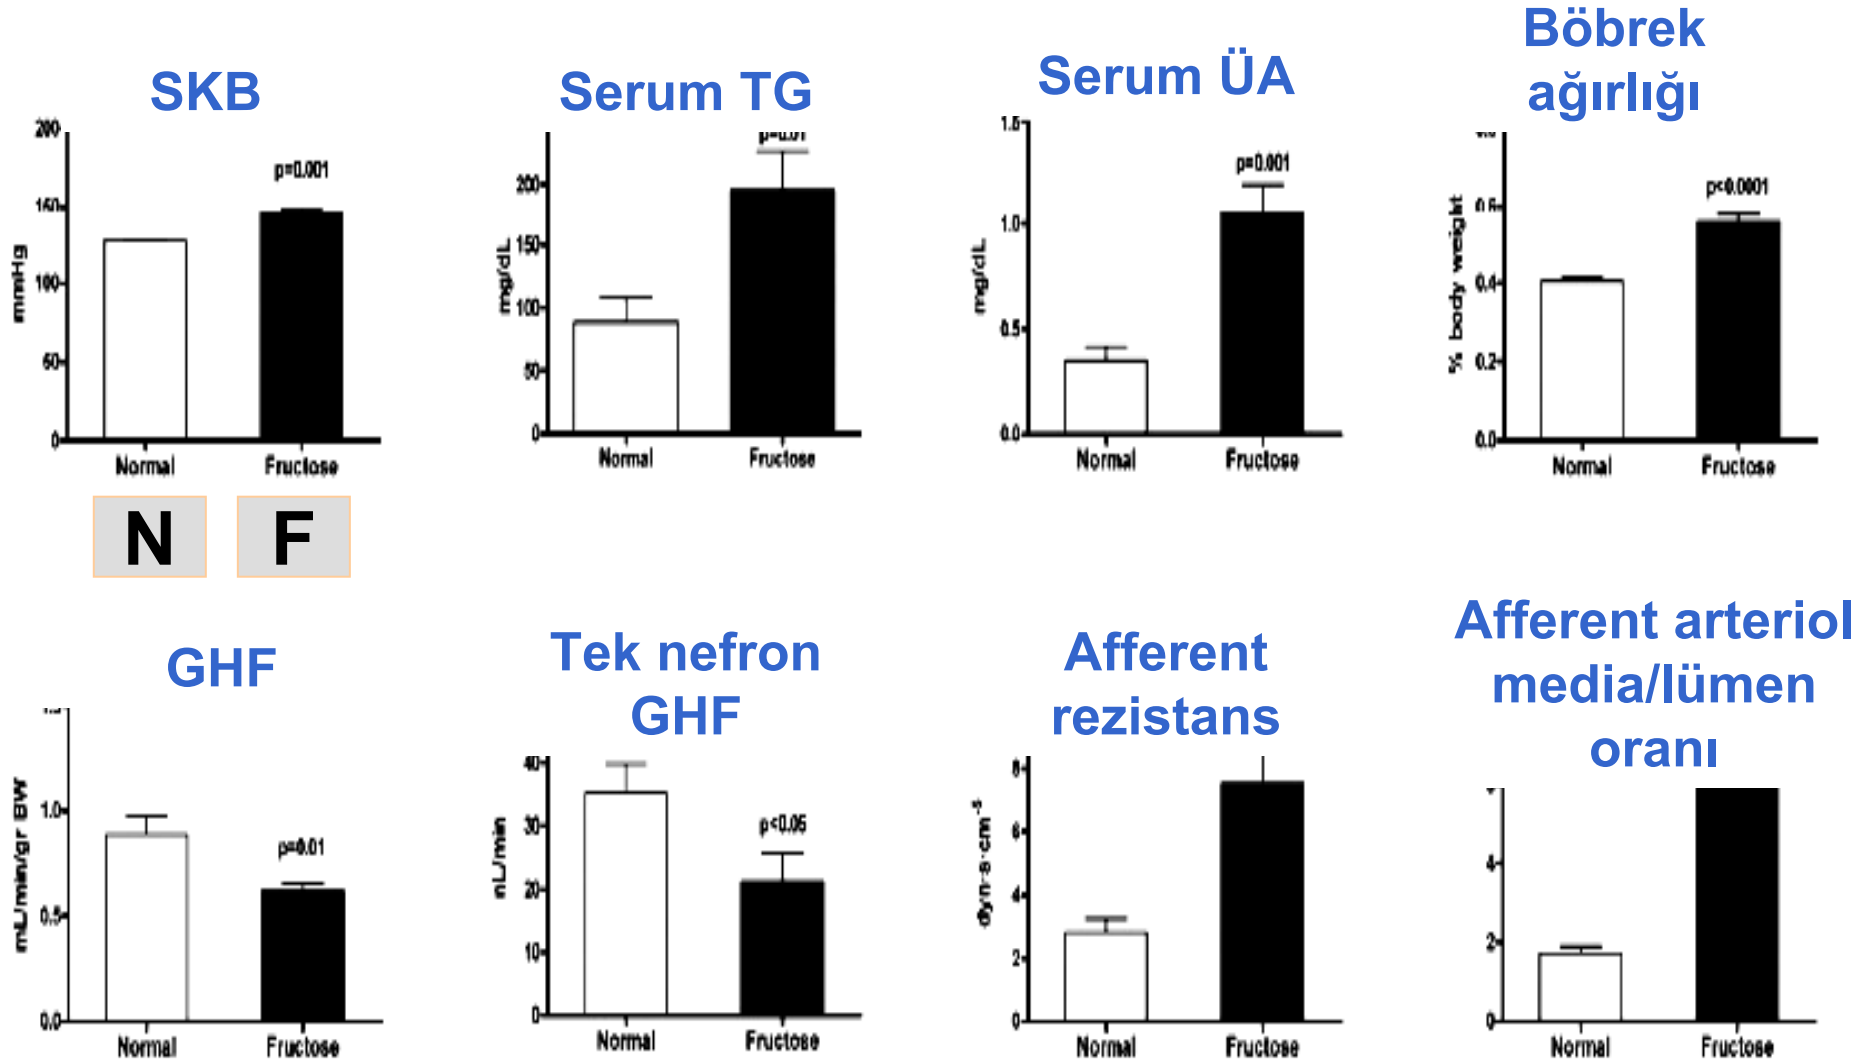 SKB
200
150
100
50
0
mmHg
p=0.001
Normal
Fructose
N
F
Serum TG
p=0.01
200
150
100
50
0
mg/dL
Normal
Fructose
Serum ÜA
1.5
1.0
0.5
0.0
mg/dL
p=0.001
Normal
Fructose
Böbrek
ağırlığı
0.4
0.2
0.0
% body weight
p<0.0001
Normal
Fructose
GHF
1.0
0.5
0.0
mL/min/gr BW
p=0.01
Normal
Fructose
Tek nefron
GHF
40
30
20
10
0
nL/min
p<0.05
Normal
Fructose
Afferent
rezistans
8
6
4
2
0
dyn·s·cm⁻⁵
Normal
Fructose
Afferent arteriol
media/lümen
oranı
4
2
0
Normal
Fructose